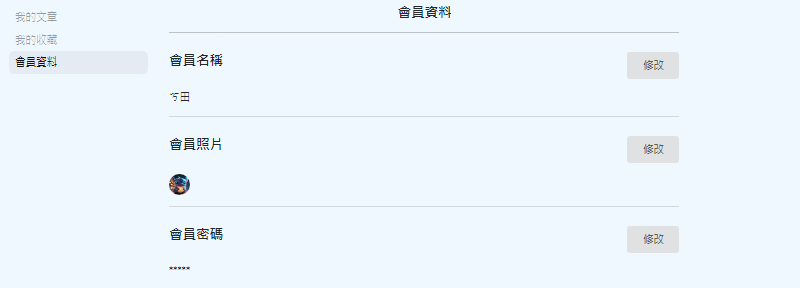 我的文章
我的收藏
會員資料
會員資料
會員名稱
修改
ㄎ田
會員照片
修改
會員密碼
修改
*****